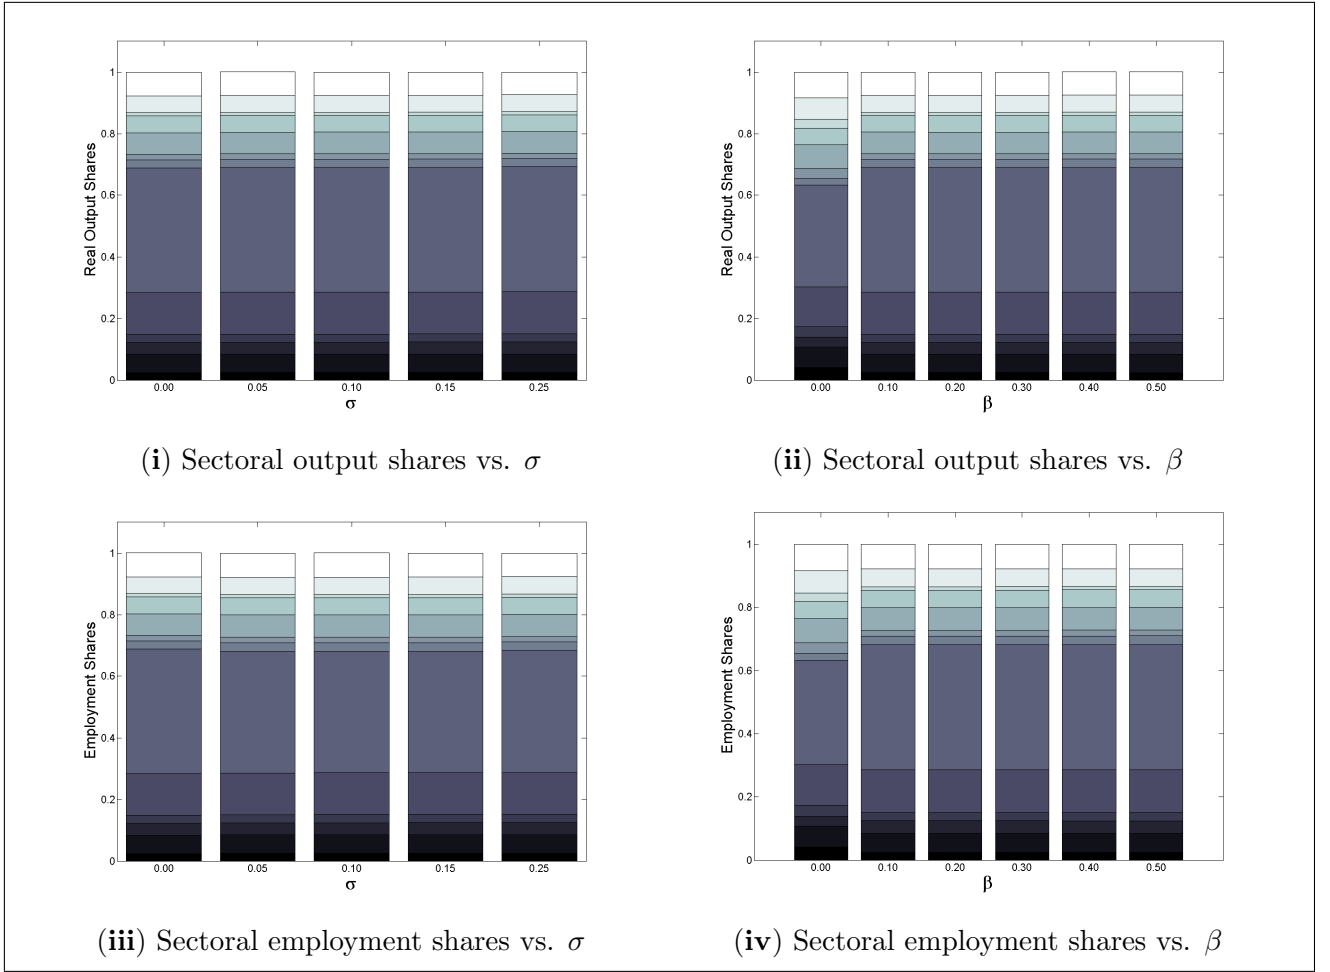 Real Output Shares
1
0.8
0.6
0.4
0.2
0
0.00 0.05 0.10 0.15 0.25
σ
(i) Sectoral output shares vs. σ
Real Output Shares
1
0.8
0.6
0.4
0.2
0
0.00 0.10 0.20 0.30 0.40 0.50
β
(ii) Sectoral output shares vs. β
Employment Shares
1
0.8
0.6
0.4
0.2
0
0.00 0.05 0.10 0.15 0.25
σ
(iii) Sectoral employment shares vs. σ
Employment Shares
1
0.8
0.6
0.4
0.2
0
0.00 0.10 0.20 0.30 0.40 0.50
β
(iv) Sectoral employment shares vs. β